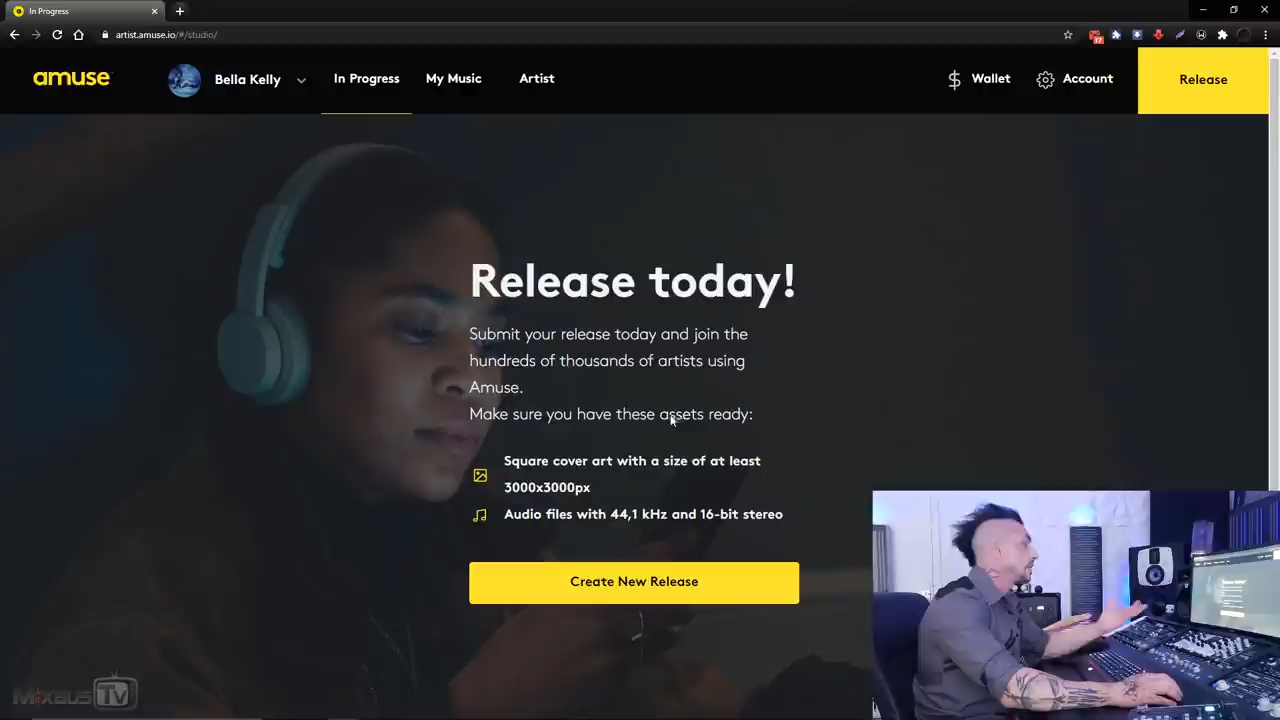 In Progress
artist.amuse.io/#/studio/
17
amuse
Bella Kelly
In Progress
My Music
Artist
Wallet
Account
Release
Release today!
Submit your release today and join the
hundreds of thousands of artists using
Amuse.
Make sure you have these assets ready:
Square cover art with a size of at least
3000x3000px
Audio files with 44,1 kHz and 16-bit stereo
Create New Release
MixbusTV